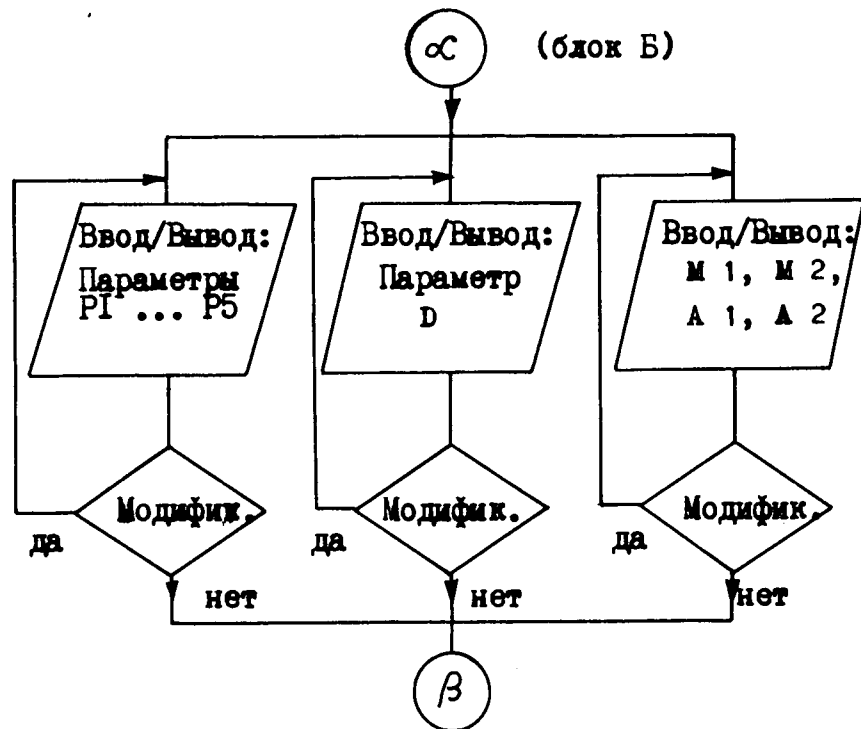 α (блок Б)
Ввод/Вывод:
Параметры
PI ... P5
Ввод/Вывод:
Параметр
D
Ввод/Вывод:
М 1, М 2,
А 1, А 2
Модифик.
Модифик.
Модифик.
да
да
да
нет
нет
нет
β